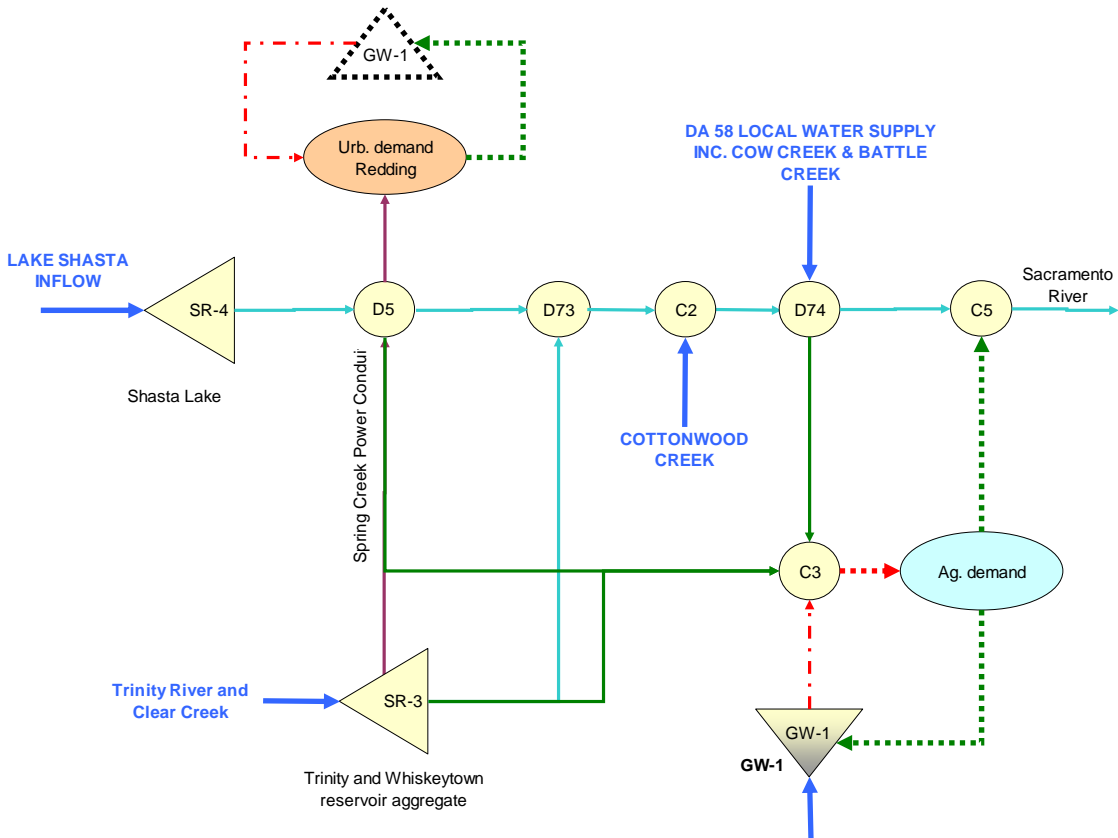 GW-1
Urb. demand
Redding
DA 58 LOCAL WATER SUPPLY
INC. COW CREEK & BATTLE
CREEK
LAKE SHASTA
INFLOW
SR-4
D5
D73
C2
D74
C5
Sacramento
River
Shasta Lake
Spring Creek Power Condui
COTTONWOOD
CREEK
C3
Ag. demand
Trinity River and
Clear Creek
SR-3
GW-1
GW-1
Trinity and Whiskeytown
reservoir aggregate